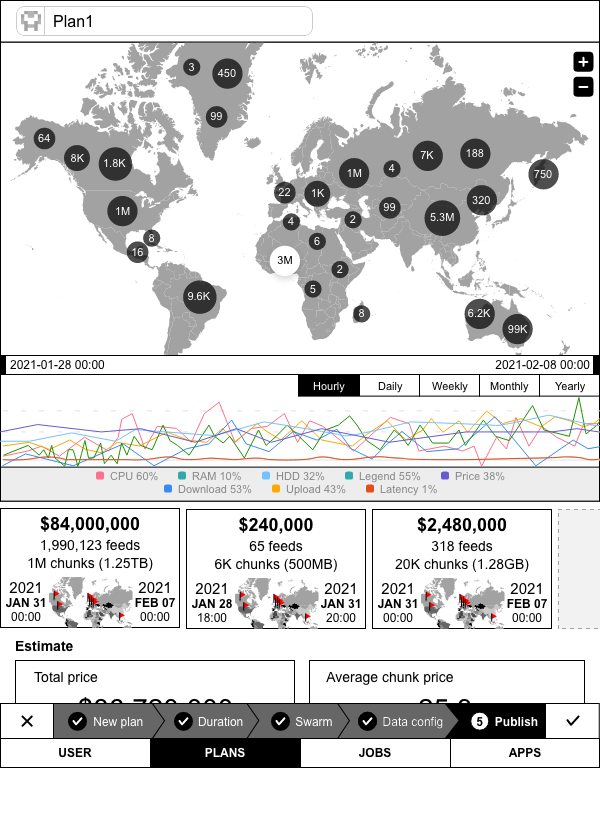 Plan1
3
450
99
64
8K
1.8K
1M
8
16
9.6K
22
1K
1M
4
7K
188
750
320
5.3M
99
2
4
6
3M
2
5
8
6.2K
99K
2021-01-28 00:00
2021-02-08 00:00
Hourly Daily Weekly Monthly Yearly
CPU 60% RAM 10% HDD 32% Legend 55% Price 38%
Download 53% Upload 43% Latency 1%
$84,000,000
1,990,123 feeds
1M chunks (1.25TB)
2021
JAN 31
00:00
2021
FEB 07
00:00
$240,000
65 feeds
6K chunks (500MB)
2021
JAN 28
18:00
2021
JAN 31
20:00
$2,480,000
318 feeds
20K chunks (1.28GB)
2021
JAN 31
00:00
2021
FEB 07
00:00
Estimate
Total price
Average chunk price
New plan Duration Swarm Data config 5 Publish
USER PLANS JOBS APPS